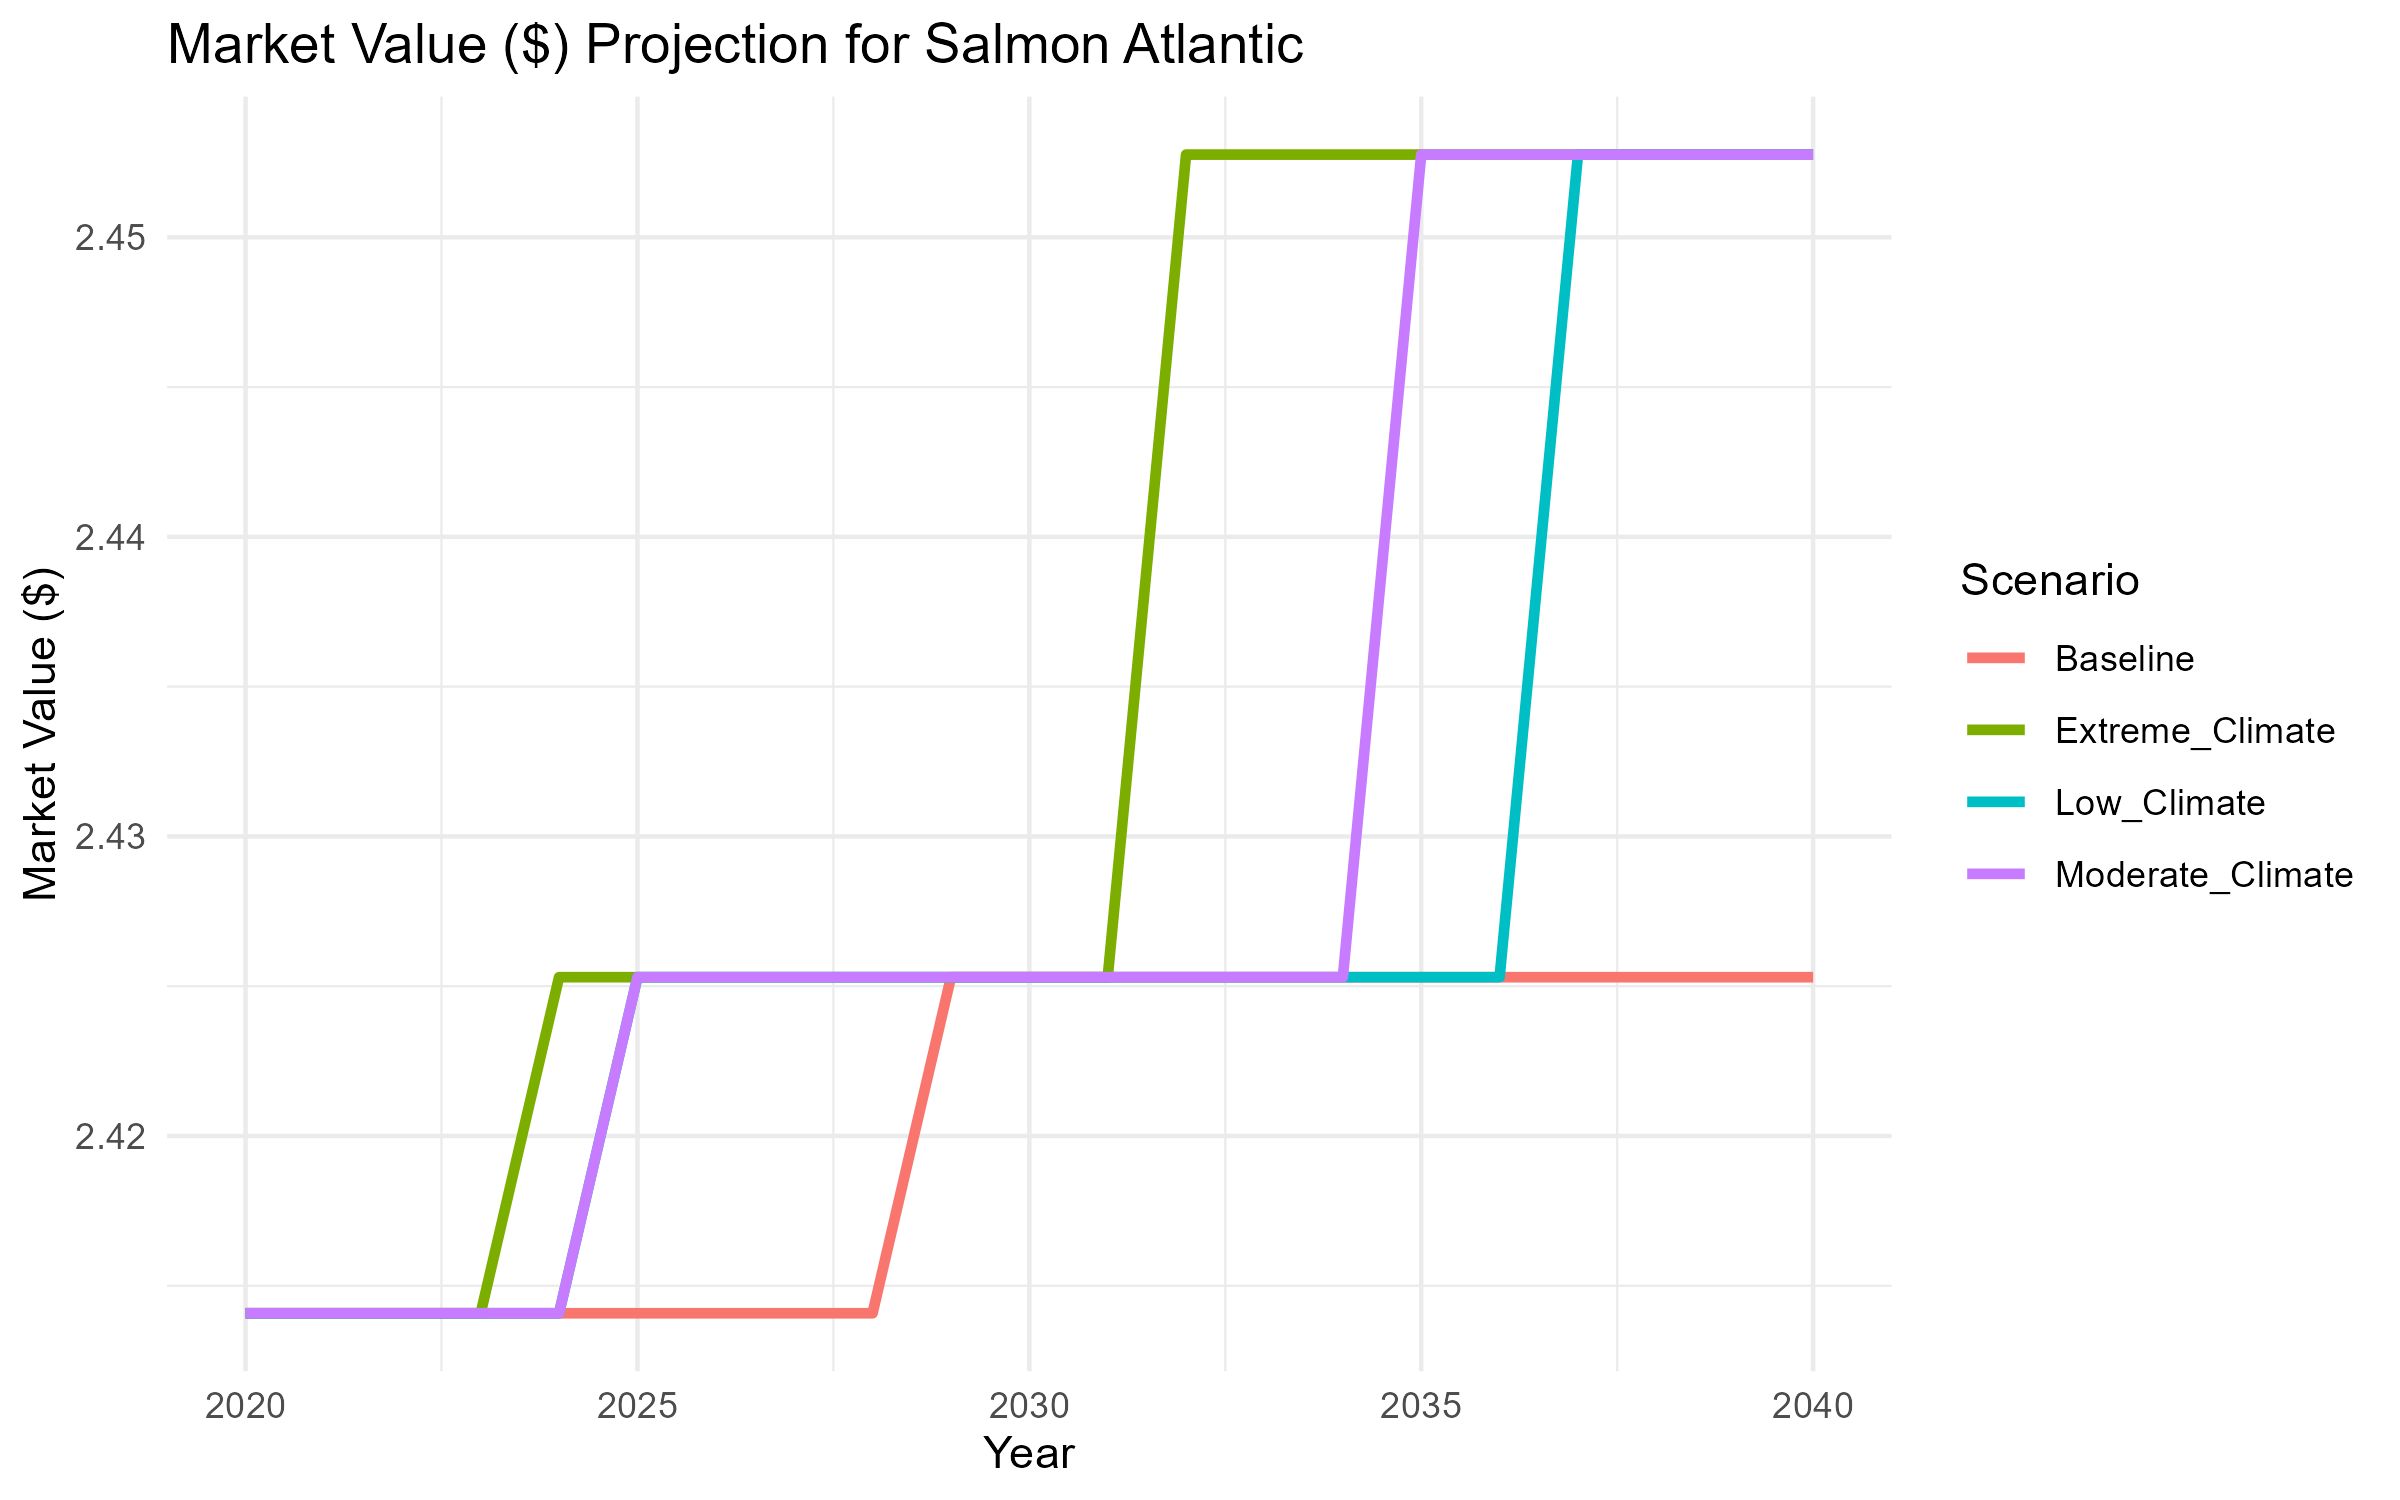 Market Value ($) Projection for Salmon Atlantic
Market Value ($)
2.45
2.44
2.43
2.42
2020 2025 2030 2035 2040
Year
Scenario
Baseline
Extreme_Climate
Low_Climate
Moderate_Climate